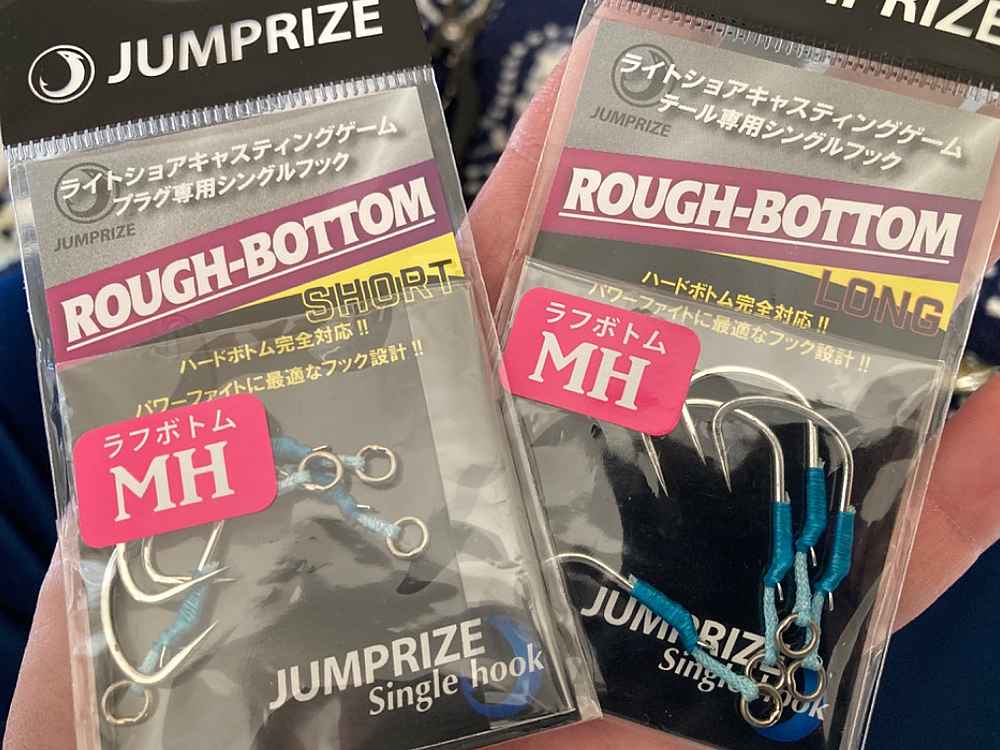 JUMPRIZE
ライトショアキャスティングゲーム
プラグ専用シングルフック
JUMPRIZE
ROUGH-BOTTOM
SHORT
ハードボトム完全対応!!
パワーファイトに最適なフック設計!!
ラフボトム
MH
JUMPRIZE
Single hook
MPRIZE
ライトショアキャスティングゲーム
テール専用シングルフック
JUMPRIZE
ROUGH-BOTTOM
LONG
ハードボトム完全対応!!
パワーファイトに最適なフック設計!!
ラフボトム
MH
JUMPRIZE
Single hook